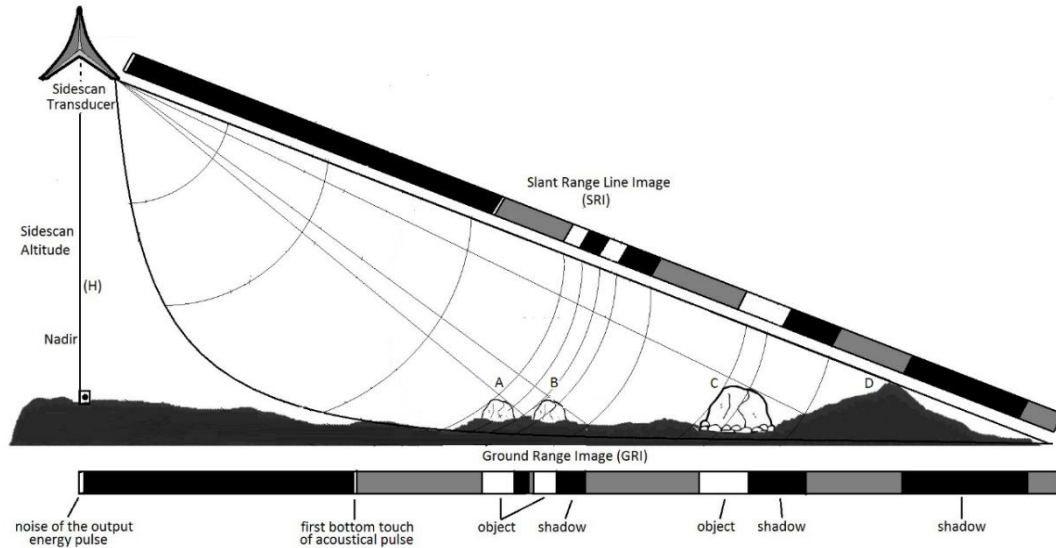 Sidescan
Transducer
Slant Range Line Image
(SRI)
Sidescan
Altitude
(H)
Nadir
A
B
C
D
Ground Range Image (GRI)
noise of the output
energy pulse
first bottom touch
of acoustical pulse
object
shadow
object
shadow
shadow